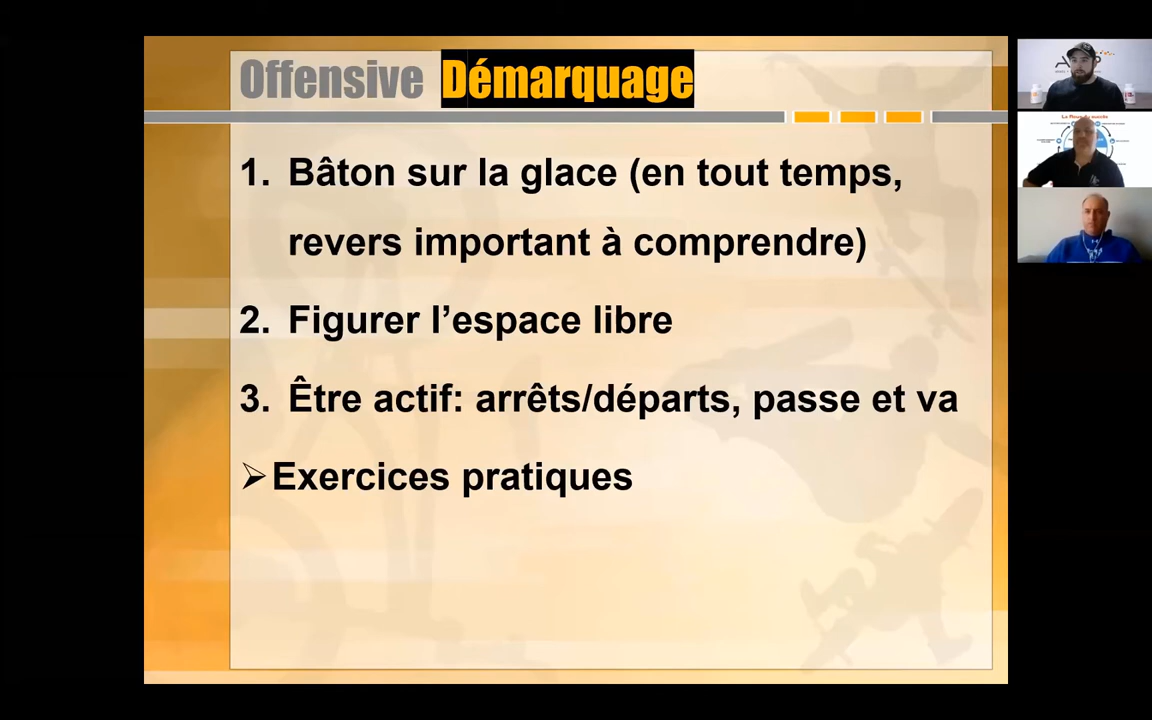 Offensive Démarquage
1. Bâton sur la glace (en tout temps,
revers important à comprendre)
2. Figurer l’espace libre
3. Être actif: arrêts/départs, passe et va
➢Exercices pratiques